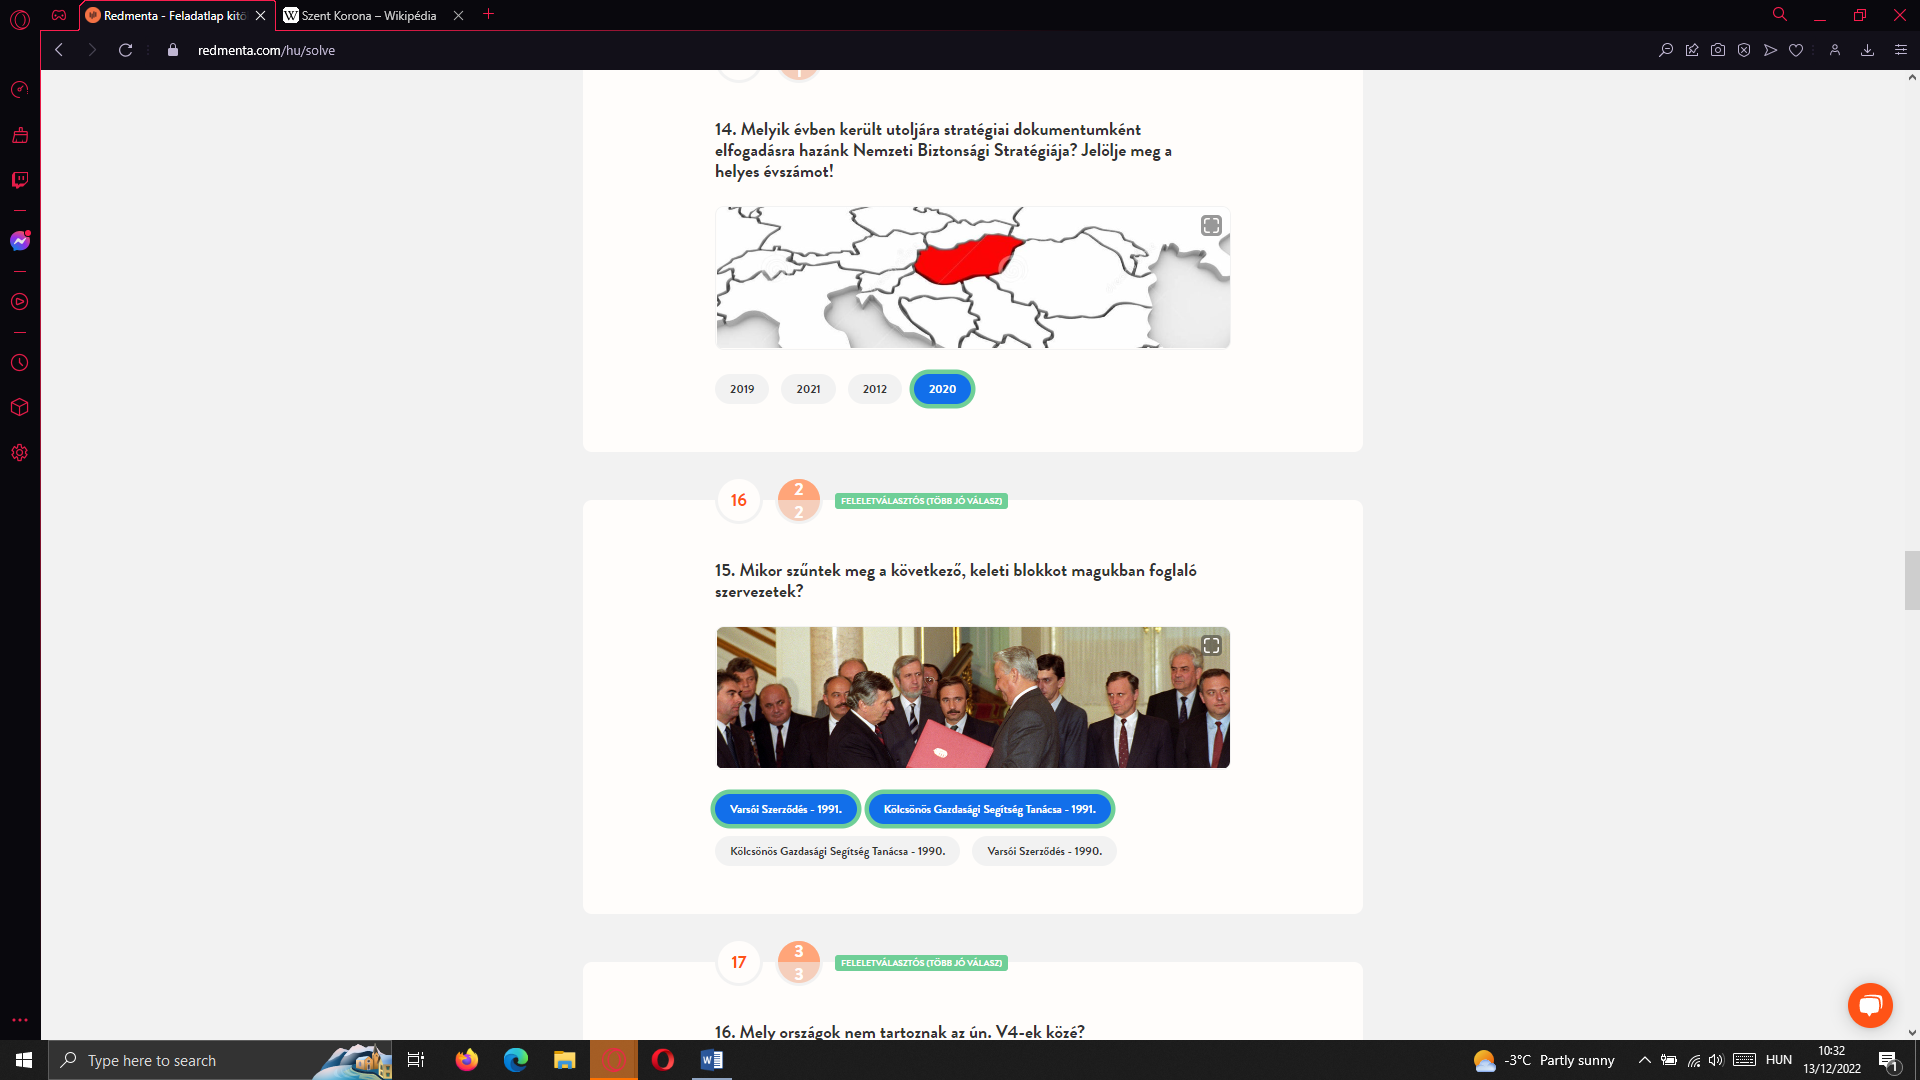 Redmenta - Feladatlap kitö
Szent Korona – Wikipédia
redmenta.com/hu/solve
14. Melyik évben került utoljára stratégiai dokumentumként
elfogadásra hazánk Nemzeti Biztonsági Stratégiája? Jelölje meg a
helyes évszámot!
2019
2021
2012
2020
16
2
2
FELELETVÁLASZTÓS (TÖBB JÓ VÁLASZ)
15. Mikor szűntek meg a következő, keleti blokkot magukban foglaló
szervezetek?
Varsói Szerződés - 1991.
Kölcsönös Gazdasági Segítség Tanácsa - 1991.
Kölcsönös Gazdasági Segítség Tanácsa - 1990.
Varsói Szerződés - 1990.
17
3
3
FELELETVÁLASZTÓS (TÖBB JÓ VÁLASZ)
16. Mely országok nem tartoznak az ún. V4-ek közé?
Type here to search
-3°C Partly sunny
HUN
10:32
13/12/2022
1